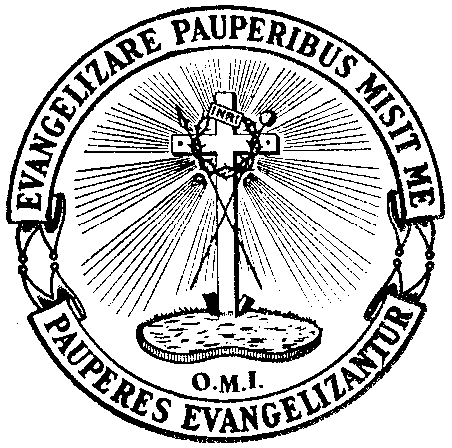 EVANGELIZARE PAUPERIBUS MISIT ME
INRI
O.M.I.
PAUPERES EVANGELIZANTUR